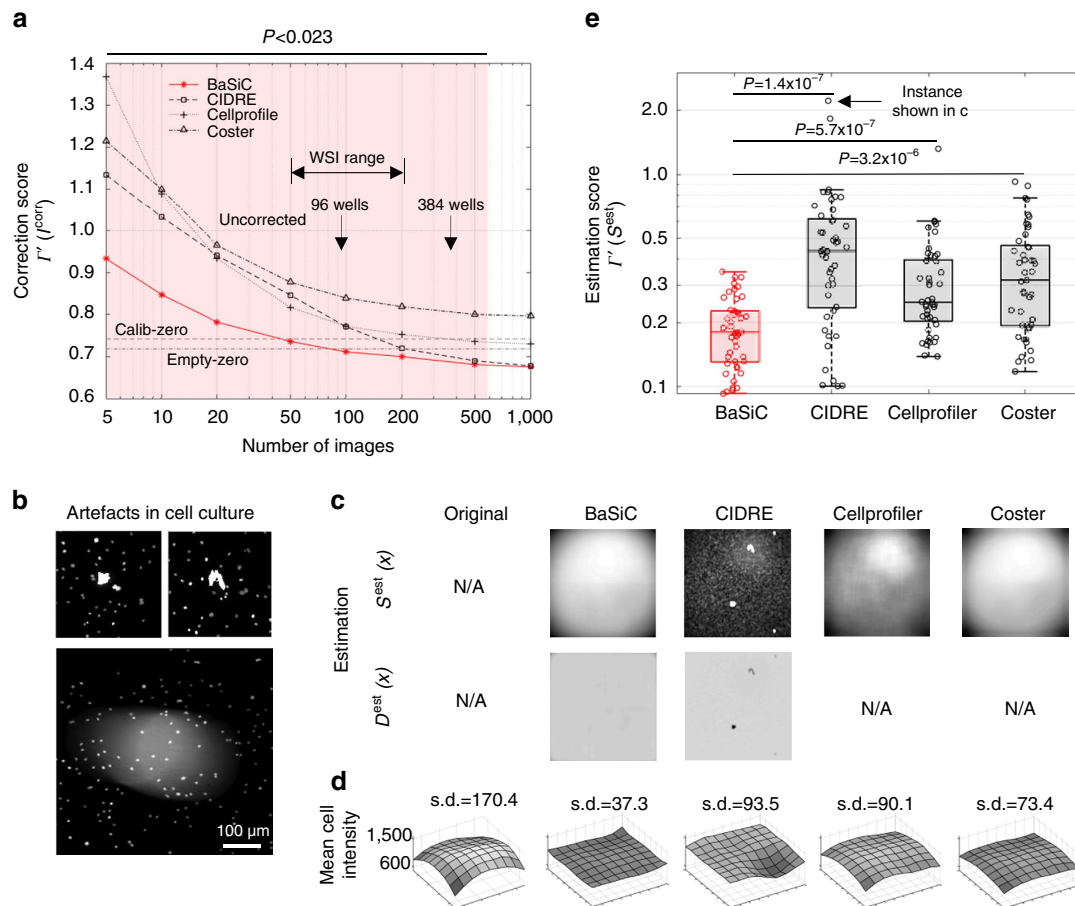 a
P<0.023
Correction score
Γ′ (I^corr)
1.4
1.3
1.2
1.1
1.0
0.9
0.8
0.7
0.6
BaSiC
CIDRE
Cellprofile
Coster
WSI range
Uncorrected
96 wells
384 wells
Calib-zero
Empty-zero
5 10 20 50 100 200 500 1,000
Number of images
e
Estimation score
Γ′ (S^est)
2.0
1.0
0.5
0.3
0.2
0.1
P=1.4x10^-7
Instance
shown in c
P=5.7x10^-7
P=3.2x10^-6
BaSiC CIDRE Cellprofiler Coster
b
Artefacts in cell culture
100 µm
c
Original BaSiC CIDRE Cellprofiler Coster
Estimation
S^est (x)
N/A
D^est (x)
N/A N/A N/A
d
s.d.=170.4 s.d.=37.3 s.d.=93.5 s.d.=90.1 s.d.=73.4
Mean cell
intensity
1,500
600